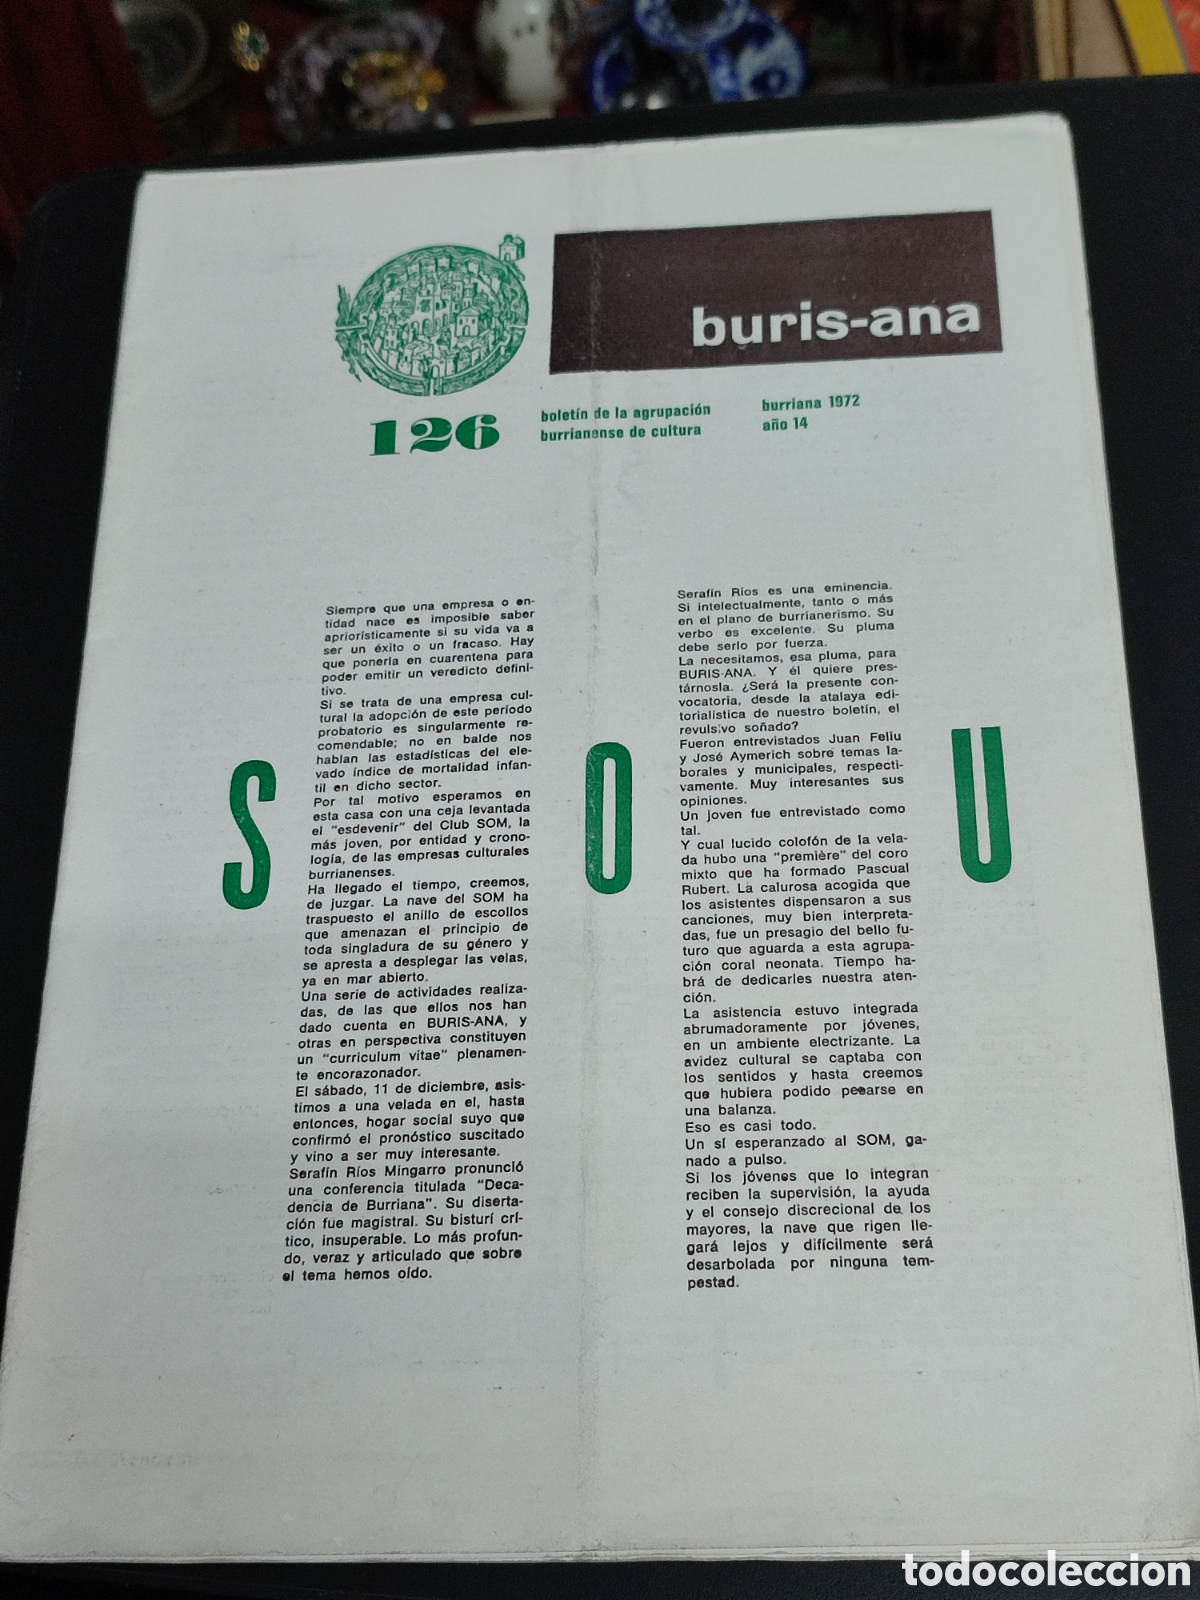 buris-ana
126
boletín de la agrupación
burrianense de cultura
burriana 1972
año 14
S O U
Siempre que una empresa o en-
tidad nace es imposible saber
apriorísticamente si su vida va a
ser un éxito o un fracaso. Hay
que ponerla en cuarentena para
poder emitir un veredicto defini-
tivo.
Si se trata de una empresa cul-
tural la adopción de este período
probatorio es singularmente re-
comendable; no en balde nos
hablan las estadísticas del ele-
vado índice de mortalidad infan-
til en dicho sector.
Por tal motivo esperamos en
esta casa con una ceja levantada
el "esdevenir" del Club SOM, la
más joven, por entidad y crono-
logía, de las empresas culturales
burrianenses.
Ha llegado el tiempo, creemos,
de juzgar. La nave del SOM ha
traspuesto el anillo de escollos
que amenazan el principio de
toda singladura de su género y
se apresta a desplegar las velas,
ya en mar abierto.
Una serie de actividades realiza-
das, de las que ellos nos han
dado cuenta en BURIS-ANA, y
otras en perspectiva constituyen
un "curriculum vitae" plenamen-
te encorazonador.
El sábado, 11 de diciembre, asis-
timos a una velada en el, hasta
entonces, hogar social suyo que
confirmó el pronóstico suscitado
y vino a ser muy interesante.
Serafín Ríos Mingarro pronunció
una conferencia titulada "Deca-
dencia de Burriana". Su diserta-
ción fue magistral. Su bisturí crí-
tico, insuperable. Lo más profun-
do, veraz y articulado que sobre
el tema hemos oído.
Serafín Ríos es una eminencia.
Si intelectualmente, tanto o más
en el plano de burrianerismo. Su
verbo es excelente. Su pluma
debe serlo por fuerza.
La necesitamos, esa pluma, para
BURIS-ANA. Y él quiere pres-
tárnosla. ¿Será la presente con-
vocatoria, desde la atalaya edi-
torialística de nuestro boletín, el
revulsivo soñado?
Fueron entrevistados Juan Feliu
y José Aymerich sobre temas la-
borales y municipales, respecti-
vamente. Muy interesantes sus
opiniones.
Un joven fue entrevistado como
tal.
Y cual lucido colofón de la vela-
da hubo una "première" del coro
mixto que ha formado Pascual
Rubert. La calurosa acogida que
los asistentes dispensaron a sus
canciones, muy bien interpreta-
das, fue un presagio del bello fu-
turo que aguarda a esta agrupa-
ción coral neonata. Tiempo ha-
brá de dedicarles nuestra aten-
ción.
La asistencia estuvo integrada
abrumadoramente por jóvenes,
en un ambiente electrizante. La
avidez cultural se captaba con
los sentidos y hasta creemos
que hubiera podido pesarse en
una balanza.
Eso es casi todo.
Un sí esperanzado al SOM, ga-
nado a pulso.
Si los jóvenes que lo integran
reciben la supervisión, la ayuda
y el consejo discrecional de los
mayores, la nave que rigen lle-
gará lejos y difícilmente será
desarbolada por ninguna tem-
pestad.
todocoleccion